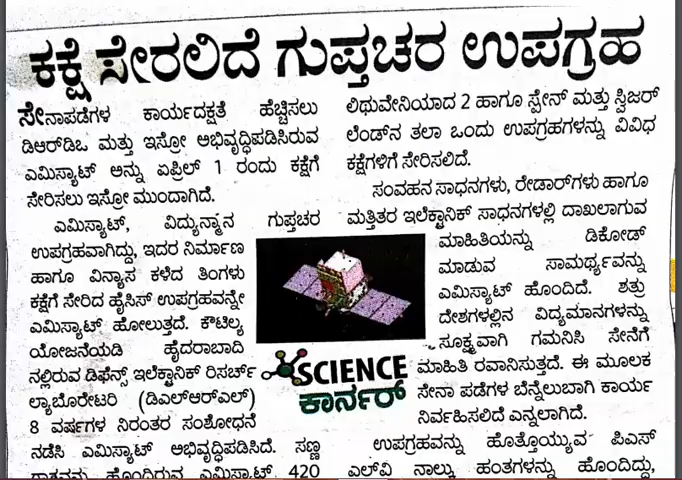 ಕಕ್ಷೆ ಸೇರಲಿದೆ ಗುಪ್ತಚರ ಉಪಗ್ರಹ
ಸೇನಾಪಡೆಗಳ ಕಾರ್ಯದಕ್ಷತೆ ಹೆಚ್ಚಿಸಲು
ಡಿಆರ್‌ಡಿಒ ಮತ್ತು ಇಸ್ರೋ ಅಭಿವೃದ್ಧಿಪಡಿಸಿರುವ
ಎಮಿಸ್ಯಾಟ್ ಅನ್ನು ಏಪ್ರಿಲ್ 1 ರಂದು ಕಕ್ಷೆಗೆ
ಸೇರಿಸಲು ಇಸ್ರೋ ಮುಂದಾಗಿದೆ.
ಎಮಿಸ್ಯಾಟ್, ವಿದ್ಯುನ್ಮಾನ ಗುಪ್ತಚರ
ಉಪಗ್ರಹವಾಗಿದ್ದು, ಇದರ ನಿರ್ಮಾಣ
ಹಾಗೂ ವಿನ್ಯಾಸ ಕಳೆದ ತಿಂಗಳು
ಕಕ್ಷೆಗೆ ಸೇರಿದ ಹೈಸಿಸ್ ಉಪಗ್ರಹವನ್ನೇ
ಎಮಿಸ್ಯಾಟ್ ಹೋಲುತ್ತದೆ. ಕೌಟಿಲ್ಯ
ಯೋಜನೆಯಡಿ ಹೈದರಾಬಾದಿ
ನಲ್ಲಿರುವ ಡಿಫೆನ್ಸ್ ಇಲೆಕ್ಟ್ರಾನಿಕ್ ರಿಸರ್ಚ್
ಲ್ಯಾಬೊರೇಟರಿ (ಡಿಎಲ್‌ಆರ್‌ಎಲ್)
8 ವರ್ಷಗಳ ನಿರಂತರ ಸಂಶೋಧನೆ
ನಡೆಸಿ ಎಮಿಸ್ಯಾಟ್ ಅಭಿವೃದ್ಧಿಪಡಿಸಿದೆ. ಸಣ್ಣ
ಹೊಂದಿರುವ ಎಮಿಸ್ಯಾಟ್ 420
SCIENCE
ಕಾರ್ನರ್
ಲಿಥುವೇನಿಯಾದ 2 ಹಾಗೂ ಸ್ಪೇನ್ ಮತ್ತು ಸ್ವಿಜರ್
ಲೆಂಡ್‌ನ ತಲಾ ಒಂದು ಉಪಗ್ರಹಗಳನ್ನು ವಿವಿಧ
ಕಕ್ಷೆಗಳಿಗೆ ಸೇರಿಸಲಿದೆ.
ಸಂವಹನ ಸಾಧನಗಳು, ರೇಡಾರ್‌ಗಳು ಹಾಗೂ
ಮತ್ತಿತರ ಇಲೆಕ್ಟ್ರಾನಿಕ್ ಸಾಧನಗಳಲ್ಲಿ ದಾಖಲಾಗುವ
ಮಾಹಿತಿಯನ್ನು ಡಿಕೋಡ್
ಮಾಡುವ ಸಾಮರ್ಥ್ಯವನ್ನು
ಎಮಿಸ್ಯಾಟ್ ಹೊಂದಿದೆ. ಶತ್ರು
ದೇಶಗಳಲ್ಲಿನ ವಿದ್ಯಮಾನಗಳನ್ನು
ಸೂಕ್ಷ್ಮವಾಗಿ ಗಮನಿಸಿ ಸೇನೆಗೆ
ಮಾಹಿತಿ ರವಾನಿಸುತ್ತದೆ. ಈ ಮೂಲಕ
ಸೇನಾ ಪಡೆಗಳ ಬೆನ್ನೆಲುಬಾಗಿ ಕಾರ್ಯ
ನಿರ್ವಹಿಸಲಿದೆ ಎನ್ನಲಾಗಿದೆ.
ಉಪಗ್ರಹವನ್ನು ಹೊತ್ತೊಯ್ಯುವ ಪಿಎಸ್
ಎಲ್‌ವಿ ನಾಲ್ಕು ಹಂತಗಳನ್ನು ಹೊಂದಿದ್ದು,